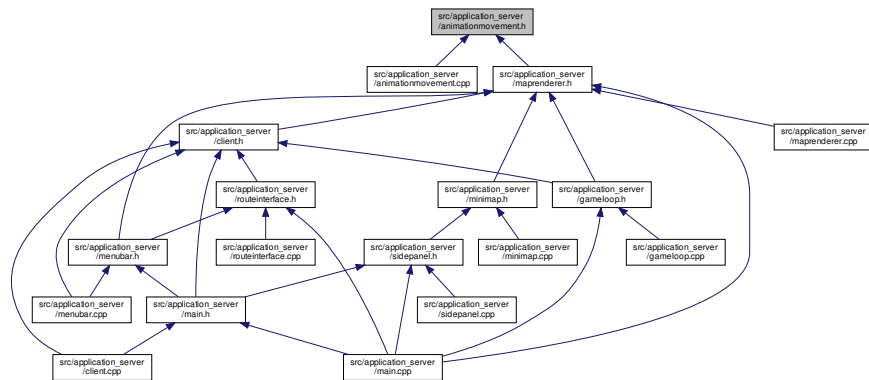 src/application_server
/animationmovement.h
src/application_server
/animationmovement.cpp
src/application_server
/maprenderer.h
src/application_server
/client.h
src/application_server
/maprenderer.cpp
src/application_server
/routeinterface.h
src/application_server
/minimap.h
src/application_server
/gameloop.h
src/application_server
/menubar.h
src/application_server
/routeinterface.cpp
src/application_server
/sidepanel.h
src/application_server
/minimap.cpp
src/application_server
/gameloop.cpp
src/application_server
/menubar.cpp
src/application_server
/main.h
src/application_server
/sidepanel.cpp
src/application_server
/client.cpp
src/application_server
/main.cpp